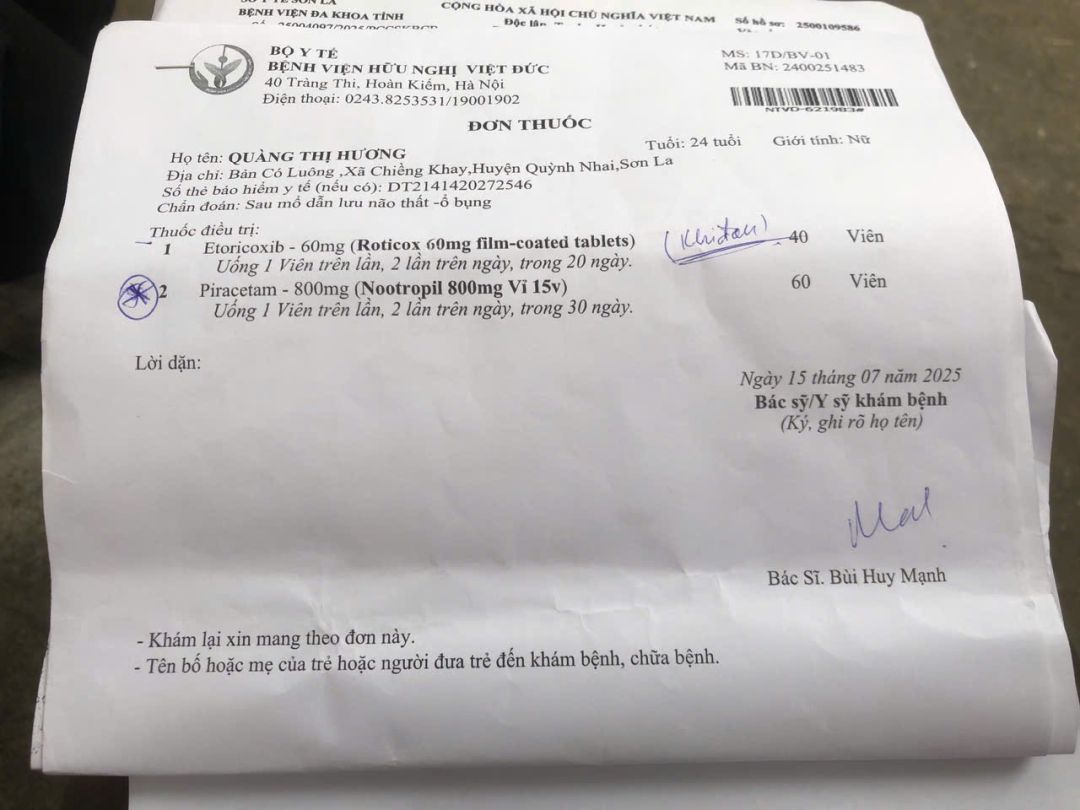 BỆNH VIỆN ĐA KHOA TỈNH
CỘNG HÒA XÃ HỘI CHỦ NGHĨA VIỆT NAM
Số hồ sơ: 2500109586
BỘ Y TẾ
BỆNH VIỆN HỮU NGHỊ VIỆT ĐỨC
40 Tràng Thi, Hoàn Kiếm, Hà Nội
Điện thoại: 0243.8253531/19001902
MS: 17D/BV-01
Mã BN: 2400251483
NTVD-621983#
ĐƠN THUỐC
Họ tên: QUÀNG THỊ HƯƠNG Tuổi: 24 tuổi Giới tính: Nữ
Địa chỉ: Bản Có Luông ,Xã Chiềng Khay,Huyện Quỳnh Nhai,Sơn La
Số thẻ bảo hiểm y tế (nếu có): DT2141420272546
Chẩn đoán: Sau mổ dẫn lưu não thất -ổ bụng
Thuốc điều trị:
1 Etoricoxib - 60mg (Roticox 60mg film-coated tablets) (Khi đau) 40 Viên
Uống 1 Viên trên lần, 2 lần trên ngày, trong 20 ngày.
2 Piracetam - 800mg (Nootropil 800mg Vỉ 15v) 60 Viên
Uống 1 Viên trên lần, 2 lần trên ngày, trong 30 ngày.
Lời dặn:
Ngày 15 tháng 07 năm 2025
Bác sỹ/Y sỹ khám bệnh
(Ký, ghi rõ họ tên)
Bác Sĩ. Bùi Huy Mạnh
- Khám lại xin mang theo đơn này.
- Tên bố hoặc mẹ của trẻ hoặc người đưa trẻ đến khám bệnh, chữa bệnh.